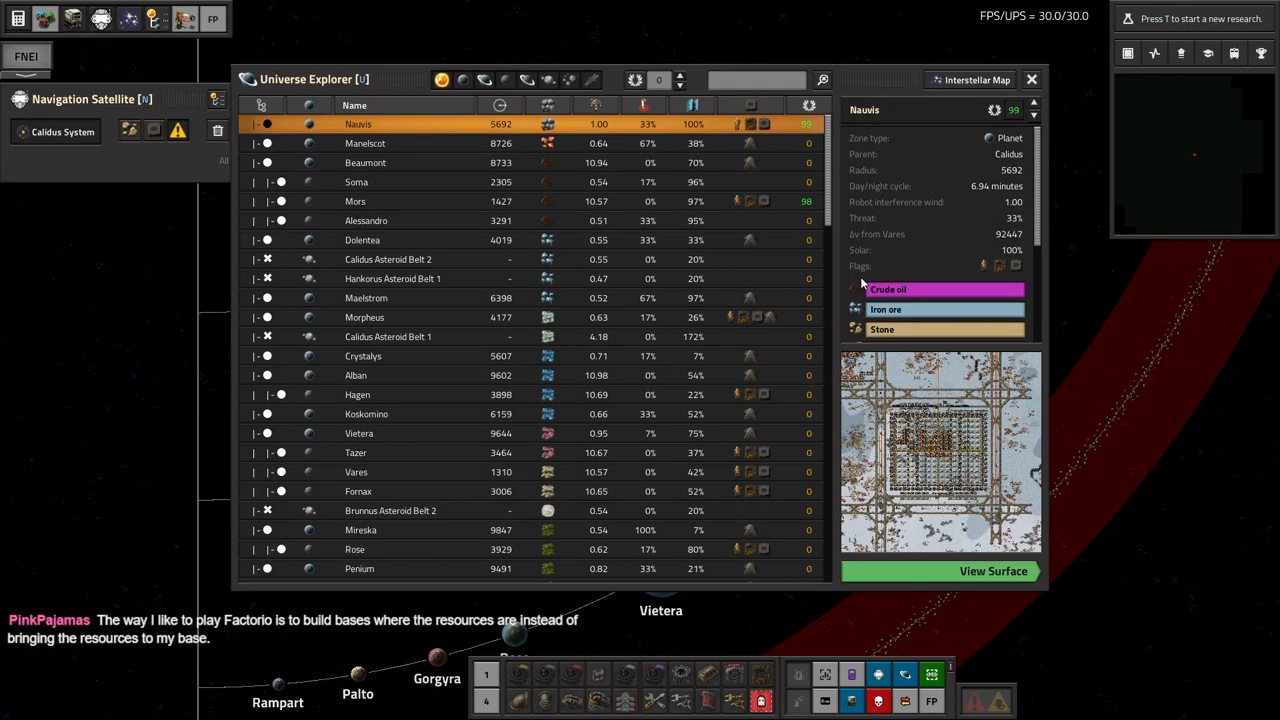 FPS/UPS = 30.0/30.0
FP
Press T to start a new research.
FNEI
Navigation Satellite [N]
Calidus System
All
Universe Explorer [U]
0
Interstellar Map
Name
Nauvis 5692 1.00 33% 100% 99
Manelscot 8726 0.64 67% 38% 0
Beaumont 8733 10.94 0% 70% 0
Soma 2305 0.54 17% 96% 0
Mors 1427 10.57 0% 97% 98
Alessandro 3291 0.51 33% 95% 0
Dolentea 4019 0.55 33% 33% 0
Calidus Asteroid Belt 2 - 0.55 0% 20% 0
Hankorus Asteroid Belt 1 - 0.47 0% 20% 0
Maelstrom 6398 0.52 67% 97% 0
Morpheus 4177 0.63 17% 26% 0
Calidus Asteroid Belt 1 - 4.18 0% 172% 0
Crystalys 5607 0.71 17% 7% 0
Alban 9602 10.98 0% 54% 0
Hagen 3898 10.69 0% 22% 0
Koskomino 6159 0.66 33% 52% 0
Vietera 9644 0.95 7% 75% 0
Tazer 3464 10.67 0% 37% 0
Vares 1310 10.57 0% 42% 0
Fornax 3006 10.65 0% 52% 0
Brunnus Asteroid Belt 2 - 0.54 0% 20% 0
Mireska 9847 0.54 100% 7% 0
Rose 3929 0.62 17% 80% 0
Penium 9491 0.82 33% 21% 0
Nauvis 99
Zone type: Planet
Parent: Calidus
Radius: 5692
Day/night cycle: 6.94 minutes
Robot interference wind: 1.00
Threat: 33%
Δv from Vares 92447
Solar: 100%
Flags:
Crude oil
Iron ore
Stone
View Surface
PinkPajamas The way I like to play Factorio is to build bases where the resources are instead of
bringing the resources to my base.
Vietera
Gorgyra
Palto
Rampart
1
4
FP